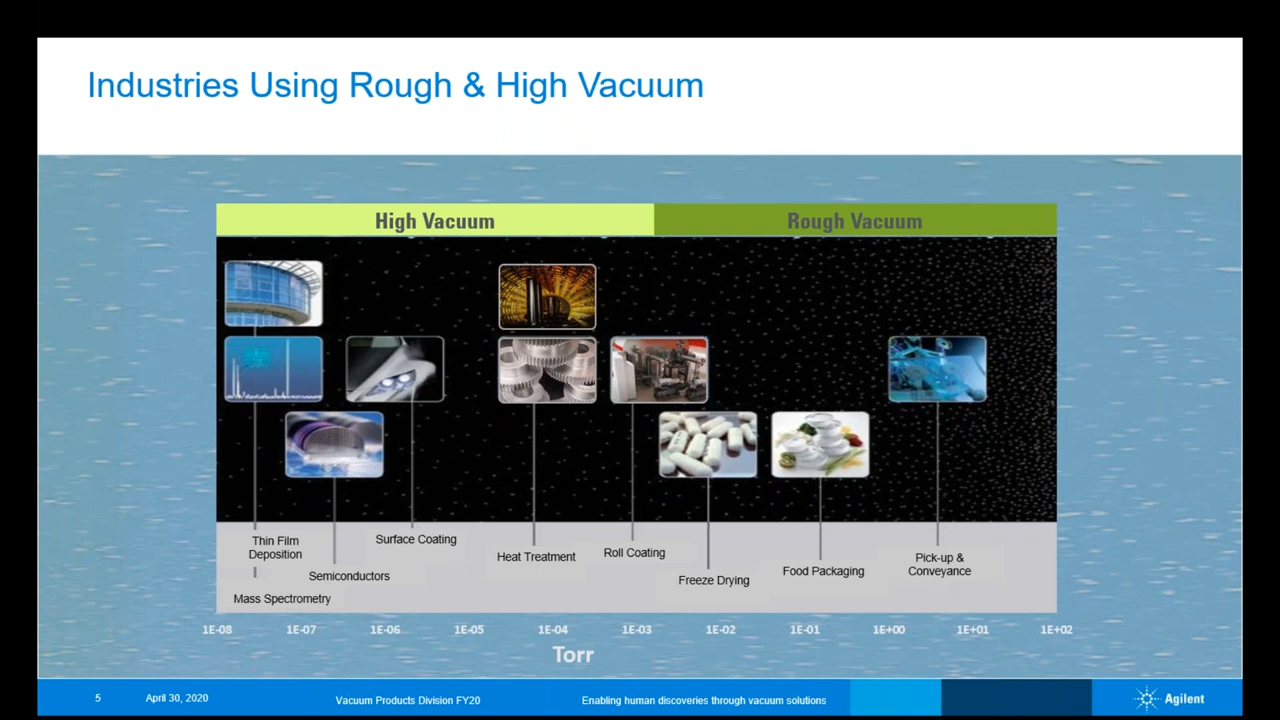 Industries Using Rough & High Vacuum
High Vacuum
Rough Vacuum
Thin Film
Deposition
Mass Spectrometry
Semiconductors
Surface Coating
Heat Treatment
Roll Coating
Freeze Drying
Food Packaging
Pick-up &
Conveyance
1E-08 1E-07 1E-06 1E-05 1E-04 1E-03 1E-02 1E-01 1E+00 1E+01 1E+02
Torr
5 April 30, 2020 Vacuum Products Division FY20 Enabling human discoveries through vacuum solutions Agilent